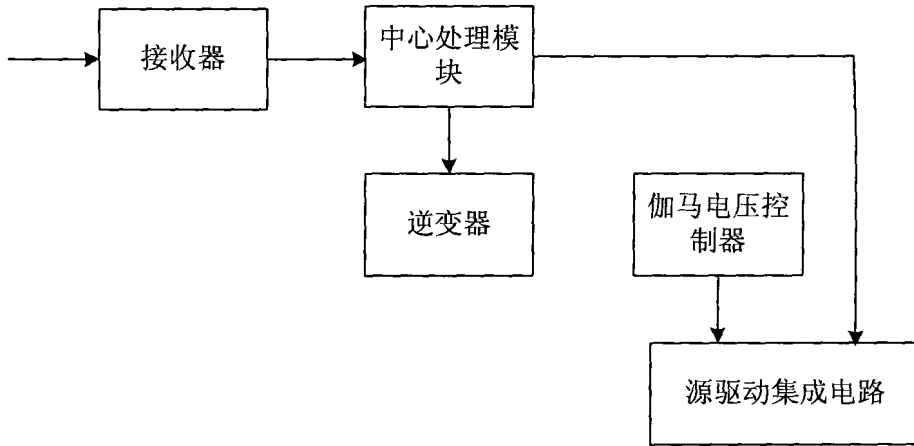 接收器
中心处理模
块
逆变器
伽马电压控
制器
源驱动集成电路